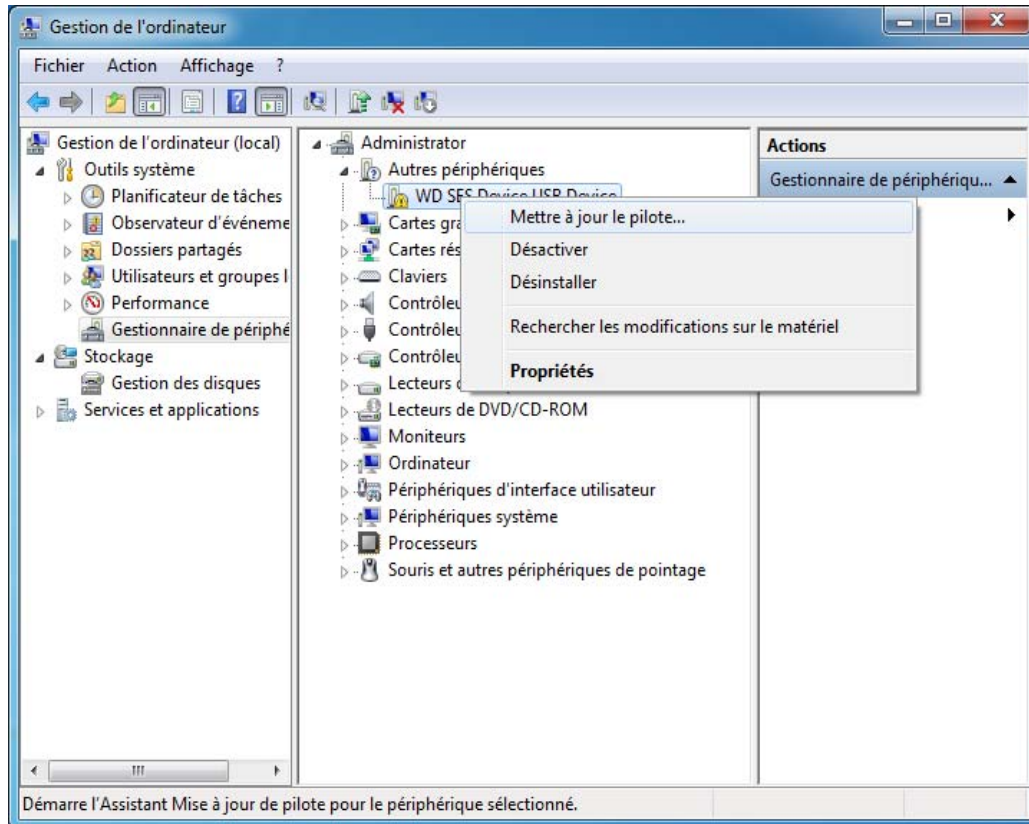 Gestion de l'ordinateur
Fichier Action Affichage ?
Gestion de l'ordinateur (local)
Outils système
Planificateur de tâches
Observateur d'événeme
Dossiers partagés
Utilisateurs et groupes l
Performance
Gestionnaire de périphé
Stockage
Gestion des disques
Services et applications
Administrator
Autres périphériques
WD SES Device USB Device
Cartes gra
Cartes rés
Claviers
Contrôleu
Contrôleu
Contrôleu
Lecteurs
Lecteurs de DVD/CD-ROM
Moniteurs
Ordinateur
Périphériques d'interface utilisateur
Périphériques système
Processeurs
Souris et autres périphériques de pointage
Mettre à jour le pilote...
Désactiver
Désinstaller
Rechercher les modifications sur le matériel
Propriétés
Actions
Gestionnaire de périphériqu...
Démarre l'Assistant Mise à jour de pilote pour le périphérique sélectionné.